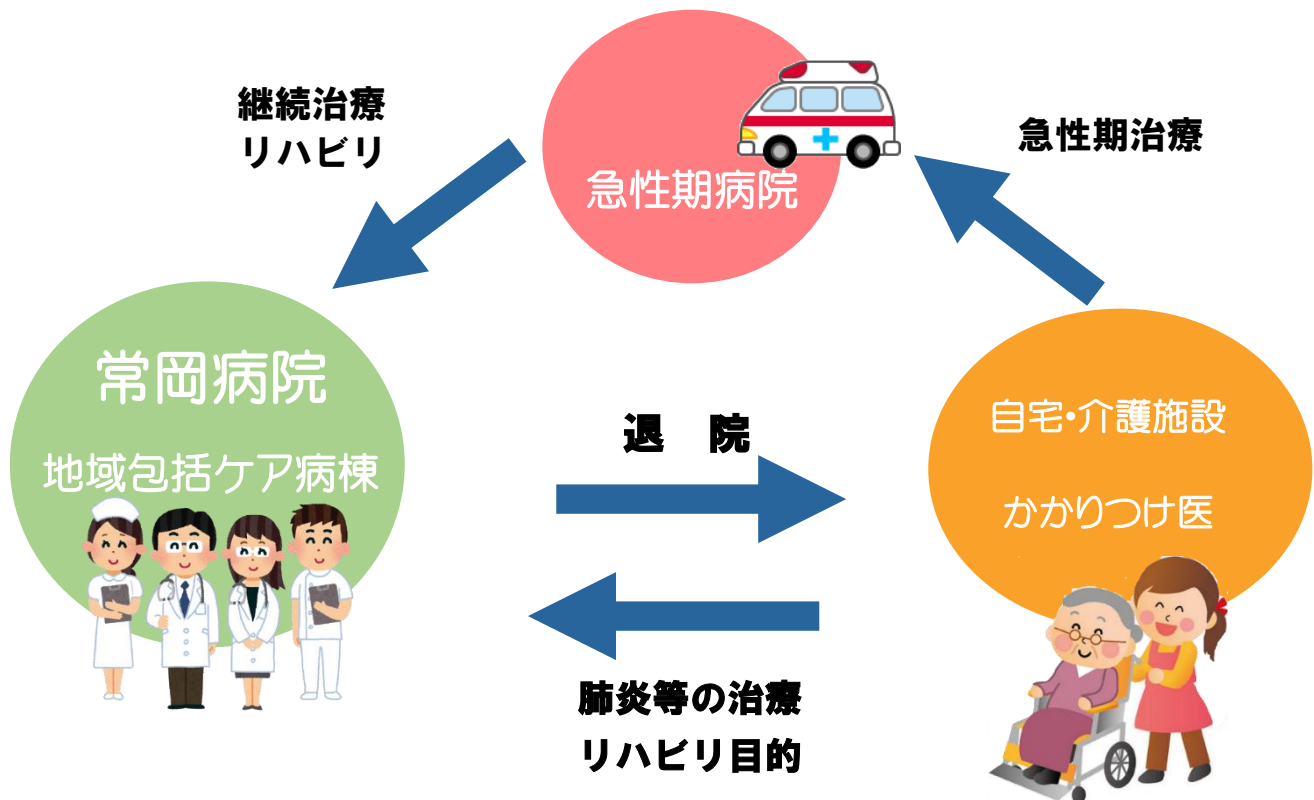 継続治療
リハビリ
急性期治療
急性期病院
常岡病院
地域包括ケア病棟
退　院
自宅・介護施設
かかりつけ医
肺炎等の治療
リハビリ目的